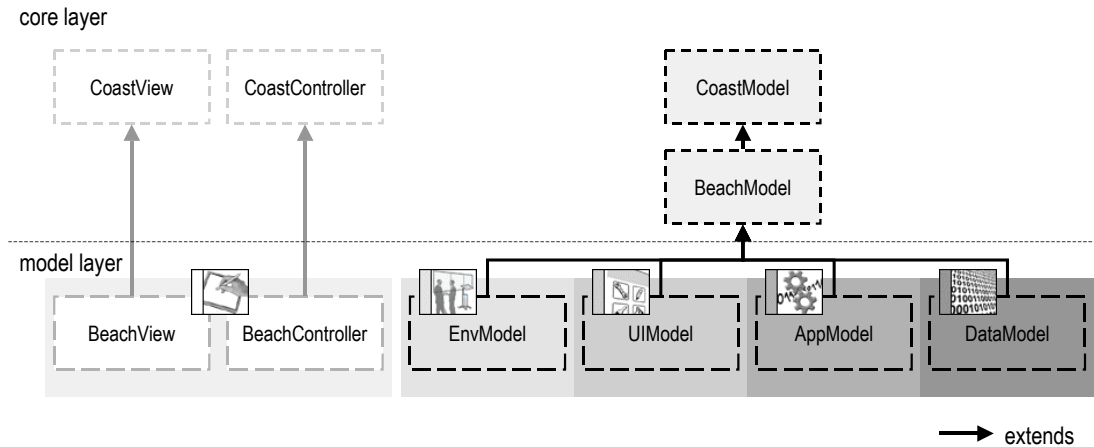 core layer
CoastView
CoastController
CoastModel
BeachModel
model layer
BeachView
BeachController
EnvModel
UIModel
AppModel
DataModel
extends